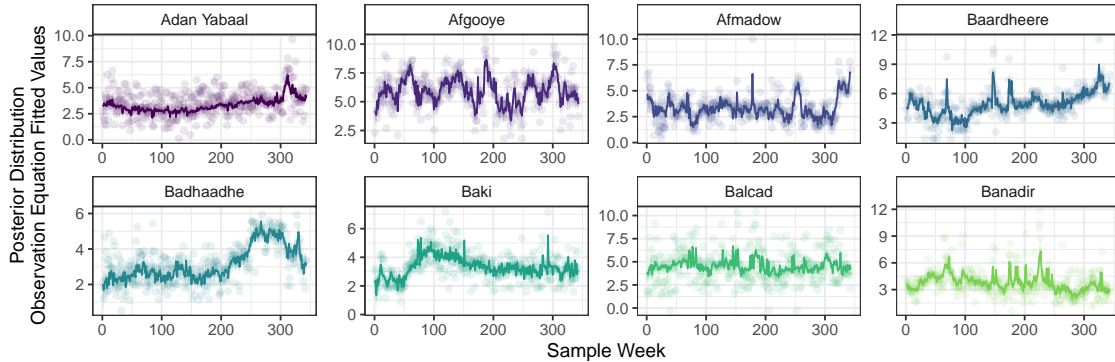 Posterior Distribution
Observation Equation Fitted Values
Adan Yabaal
Afgooye
Afmadow
Baardheere
10.0
7.5
5.0
2.5
0.0
0 100 200 300
10.0
7.5
5.0
2.5
0 100 200 300
10.0
7.5
5.0
2.5
0.0
0 100 200 300
12
9
6
3
0 100 200 300
Badhaadhe
Baki
Balcad
Banadir
6
4
2
0 100 200 300
6
4
2
0 100 200 300
10.0
7.5
5.0
2.5
0.0
0 100 200 300
12
9
6
3
0 100 200 300
Sample Week